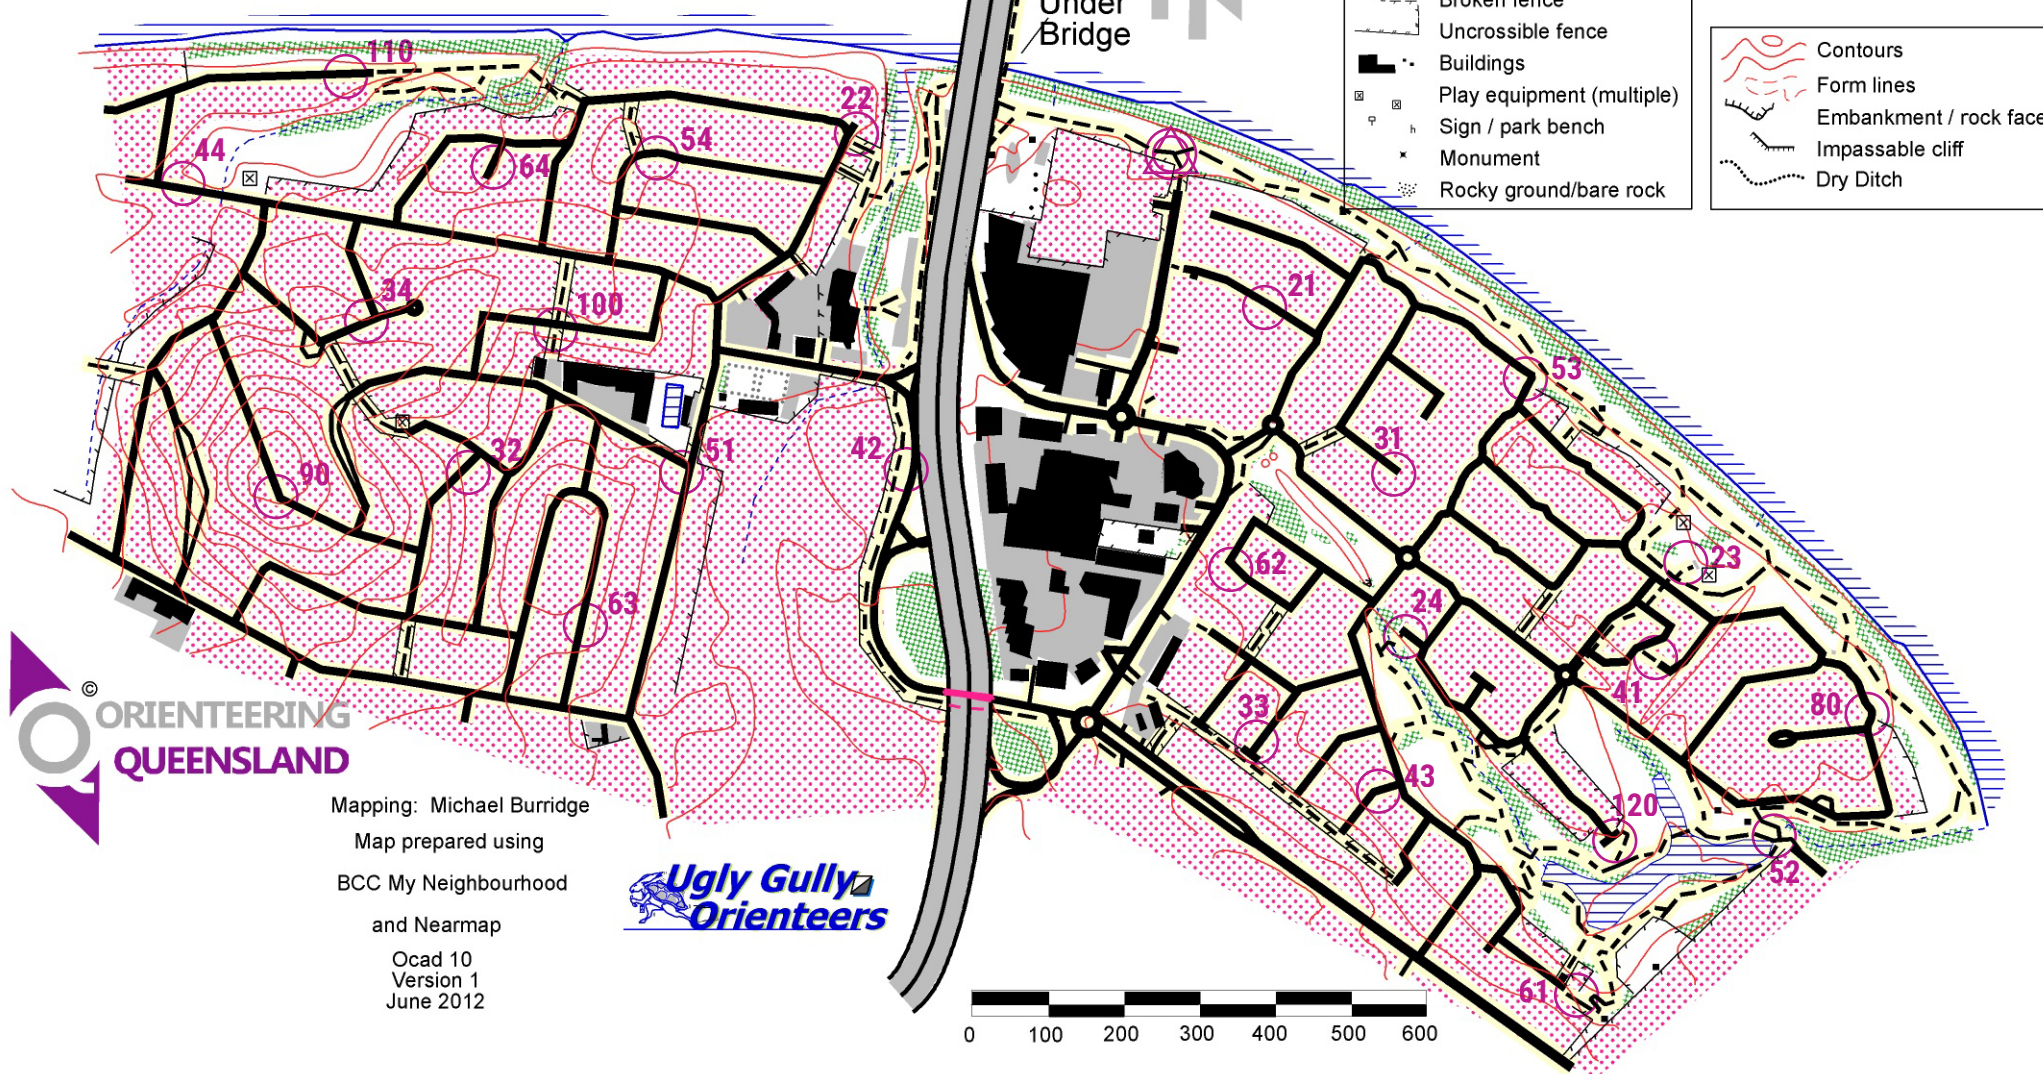 Under
Bridge
Broken fence
Uncrossible fence
Buildings
Play equipment (multiple)
Sign / park bench
Monument
Rocky ground/bare rock
Contours
Form lines
Embankment / rock face
Impassable cliff
Dry Ditch
110
22
44
64
54
34
100
21
53
90
32
51
42
31
23
62
24
63
33
41
80
43
120
52
61
©
ORIENTEERING
QUEENSLAND
Mapping: Michael Burridge
Map prepared using
BCC My Neighbourhood
and Nearmap
Ocad 10
Version 1
June 2012
Ugly Gully
Orienteers
0 100 200 300 400 500 600